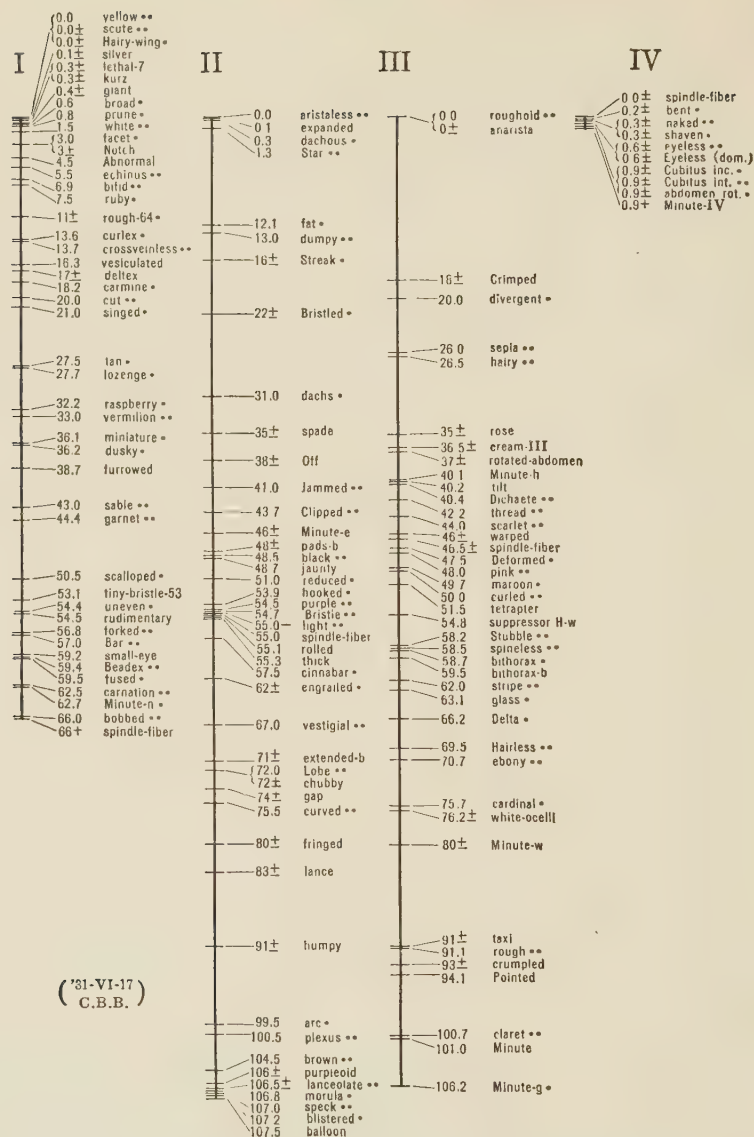 I
0.0 yellow ••
0.0± scute ••
0.0± Hairy-wing •
0.1± silver
0.3± lethal-7
0.3± kurz
0.4± giant
0.6 broad •
0.8 prune •
1.5 white ••
3.0 facet •
3± Notch
4.5 Abnormal
5.5 echinus ••
6.9 bifid ••
7.5 ruby •
11± rough-64 •
13.6 curlex •
13.7 crossveinless ••
16.3 vesiculated
17± deltex
18.2 carmine •
20.0 cut ••
21.0 singed •
27.5 tan •
27.7 lozenge •
32.2 raspberry •
33.0 vermilion ••
36.1 miniature •
36.2 dusky •
38.7 furrowed
43.0 sable ••
44.4 garnet ••
50.5 scalloped •
53.1 tiny-bristle-53
54.4 uneven •
54.5 rudimentary
56.8 forked ••
57.0 Bar ••
59.2 small-eye
59.4 Beadex ••
59.5 fused •
62.5 carnation ••
62.7 Minute-n •
66.0 bobbed ••
66+ spindle-fiber
II
0.0 aristaless ••
0.1 expanded
0.3 dachous •
1.3 Star ••
12.1 fat •
13.0 dumpy ••
16± Streak •
22± Bristled •
31.0 dachs •
35± spade
38± Off
41.0 Jammed ••
43.7 Clipped ••
46± Minute-e
48± pads-b
48.5 black ••
48.7 jaunty
51.0 reduced •
53.9 hooked •
54.5 purple ••
54.7 Bristle ••
55.0– light ••
55.0 spindle-fiber
55.1 rolled
55.3 thick
57.5 cinnabar •
62± engrailed •
67.0 vestigial ••
71± extended-b
72.0 Lobe ••
72± chubby
74± gap
75.5 curved ••
80± fringed
83± lance
91± humpy
99.5 arc •
100.5 plexus ••
104.5 brown ••
106± purpleoid
106.5± lanceolate ••
106.8 morula •
107.0 speck ••
107.2 blistered •
107.5 balloon
III
0.0 roughoid ••
0± anarista
18± Crimped
20.0 divergent •
26.0 sepia ••
26.5 hairy ••
35± rose
36.5± cream-III
37± rotated-abdomen
40.1 Minute-h
40.2 tilt
40.4 Dichaete ••
42.2 thread ••
44.0 scarlet ••
46± warped
46.5± spindle-fiber
47.5 Deformed •
48.0 pink ••
49.7 maroon •
50.0 curled ••
51.5 tetrapter
54.8 suppressor H-w
58.2 Stubble ••
58.5 spineless ••
58.7 bithorax •
59.5 bithorax-b
62.0 stripe ••
63.1 glass •
66.2 Delta •
69.5 Hairless ••
70.7 ebony ••
75.7 cardinal •
76.2± white-ocelli
80± Minute-w
91± taxi
91.1 rough ••
93± crumpled
94.1 Pointed
100.7 claret ••
101.0 Minute
106.2 Minute-g •
IV
0.0± spindle-fiber
0.2± bent •
0.3± naked ••
0.3± shaven •
0.6± eyeless ••
0.6± Eyeless (dom.)
0.9± Cubitus inc. •
0.9± Cubitus int. ••
0.9± abdomen rot. •
0.9+ Minute-IV
('31-VI-17
C.B.B.)